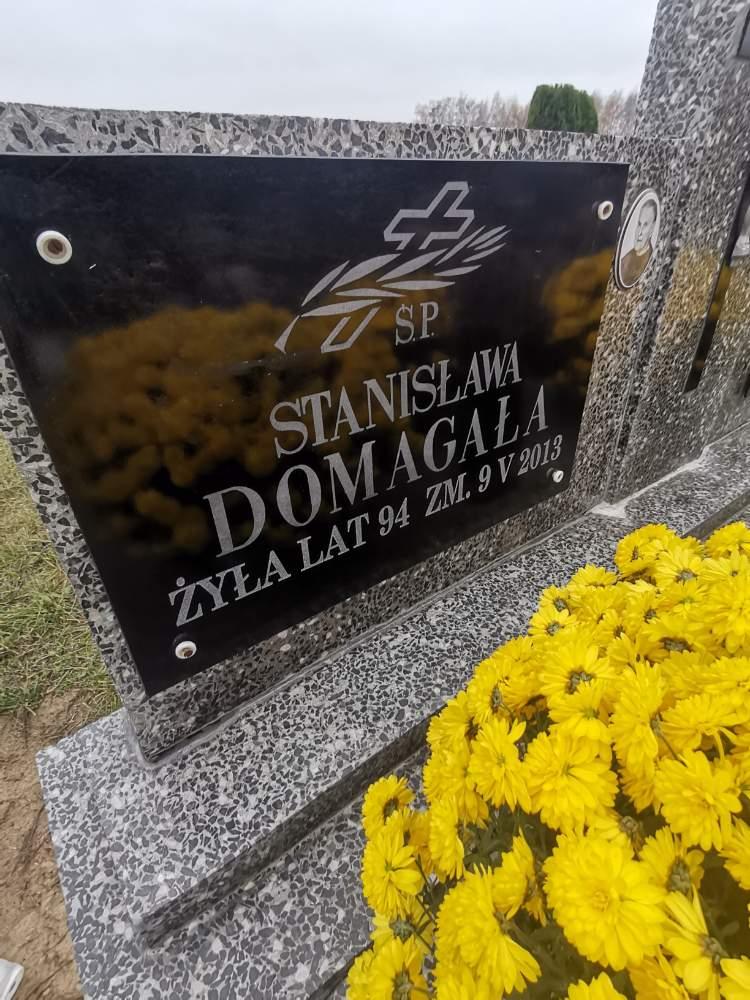 Ś.P.
STANISŁAWA
DOMAGAŁA
ŻYŁA LAT 94 ZM. 9 V 2013